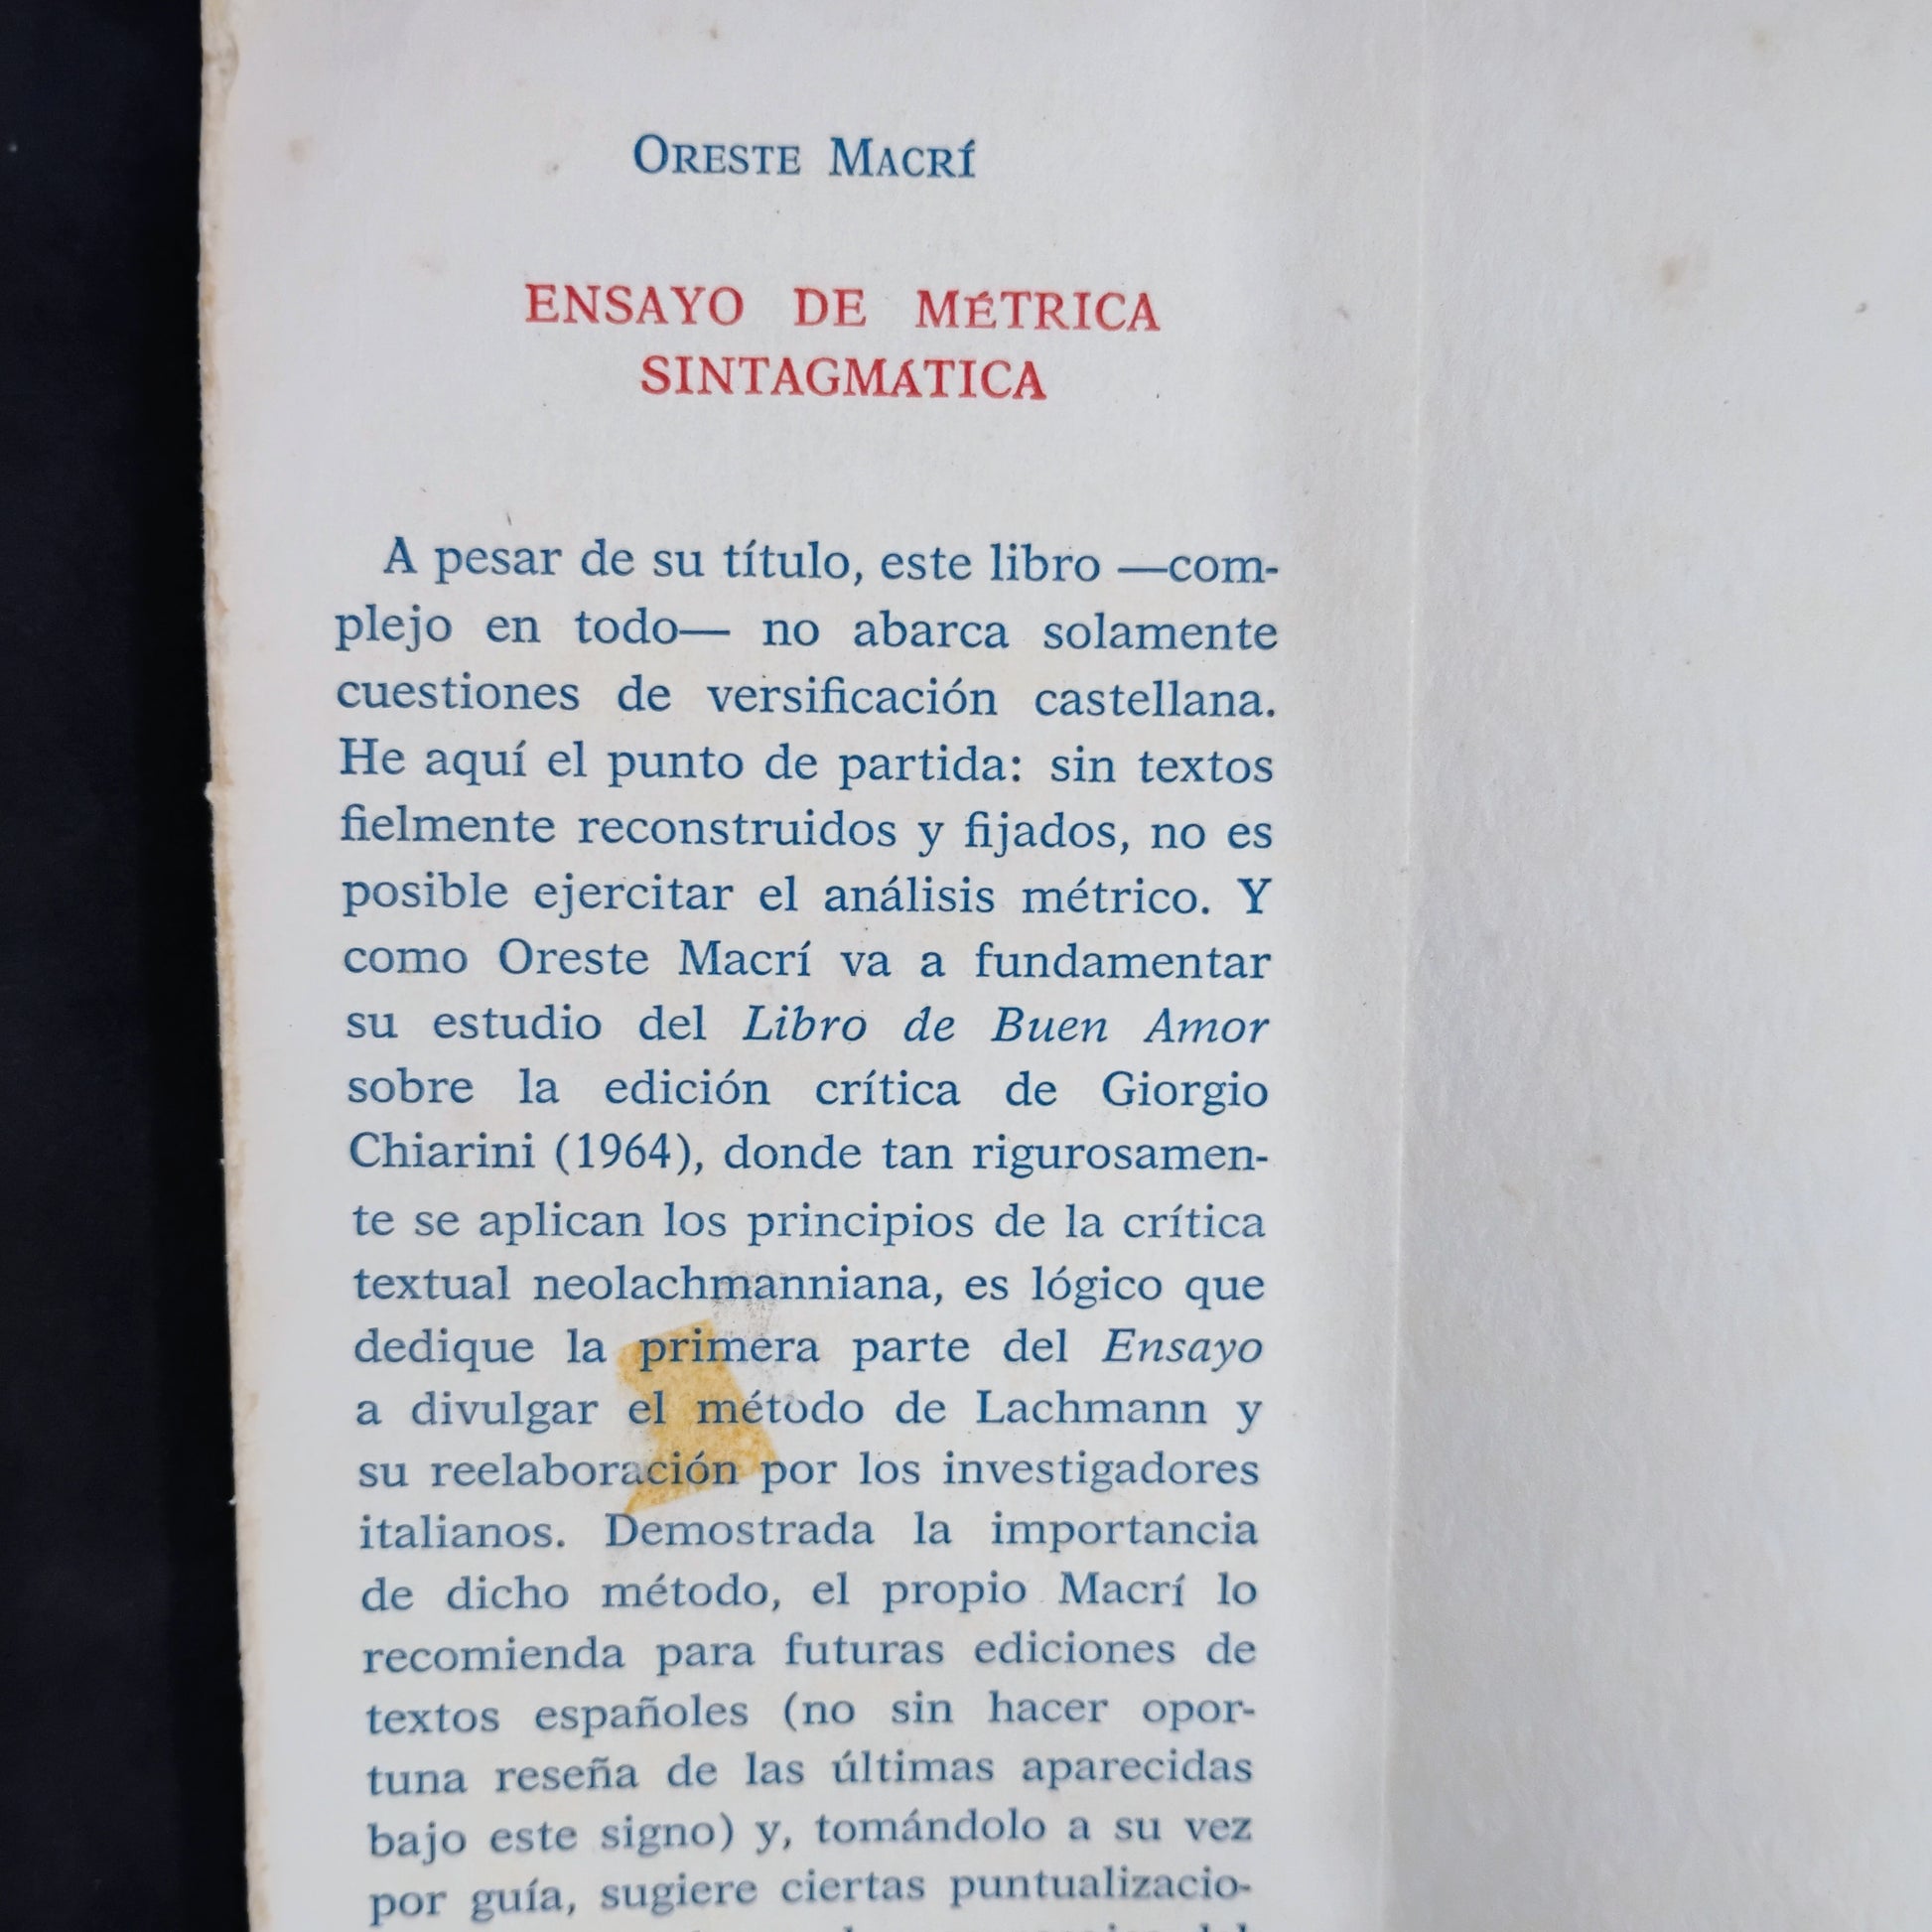 ORESTE MACRÍ
ENSAYO DE MÉTRICA
SINTAGMÁTICA
A pesar de su título, este libro —com-
plejo en todo— no abarca solamente
cuestiones de versificación castellana.
He aquí el punto de partida: sin textos
fielmente reconstruidos y fijados, no es
posible ejercitar el análisis métrico. Y
como Oreste Macrí va a fundamentar
su estudio del Libro de Buen Amor
sobre la edición crítica de Giorgio
Chiarini (1964), donde tan rigurosamen-
te se aplican los principios de la crítica
textual neolachmanniana, es lógico que
dedique la primera parte del Ensayo
a divulgar el método de Lachmann y
su reelaboración por los investigadores
italianos. Demostrada la importancia
de dicho método, el propio Macrí lo
recomienda para futuras ediciones de
textos españoles (no sin hacer opor-
tuna reseña de las últimas aparecidas
bajo este signo) y, tomándolo a su vez
por guía, sugiere ciertas puntualizacio-